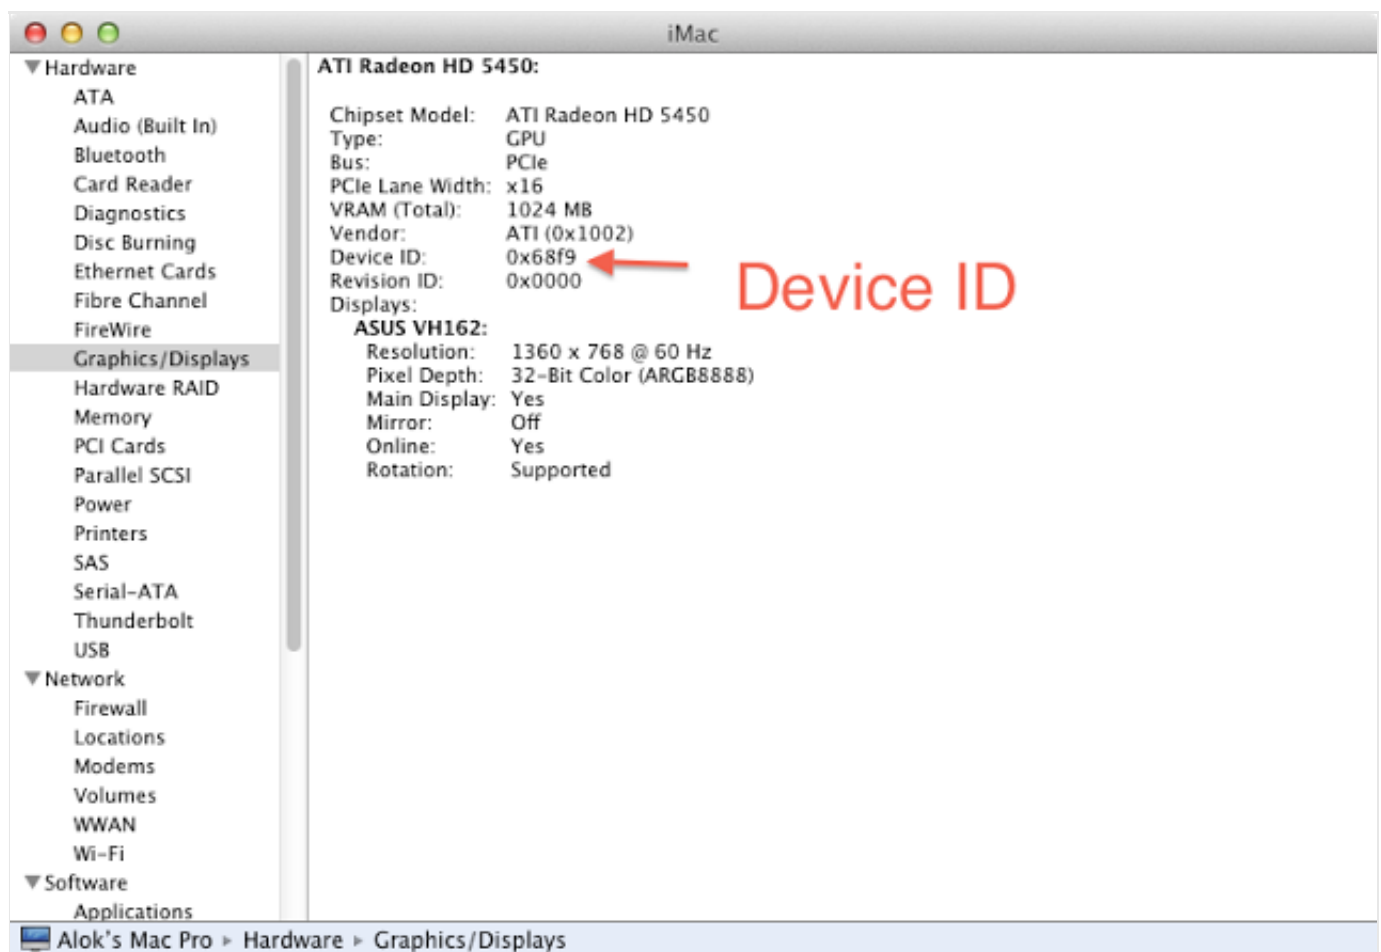 iMac
Hardware
ATA
Audio (Built In)
Bluetooth
Card Reader
Diagnostics
Disc Burning
Ethernet Cards
Fibre Channel
FireWire
Graphics/Displays
Hardware RAID
Memory
PCI Cards
Parallel SCSI
Power
Printers
SAS
Serial-ATA
Thunderbolt
USB
Network
Firewall
Locations
Modems
Volumes
WWAN
Wi-Fi
Software
Applications
ATI Radeon HD 5450:
Chipset Model: ATI Radeon HD 5450
Type: GPU
Bus: PCIe
PCIe Lane Width: x16
VRAM (Total): 1024 MB
Vendor: ATI (0x1002)
Device ID: 0x68f9
Revision ID: 0x0000
Displays:
ASUS VH162:
Resolution: 1360 x 768 @ 60 Hz
Pixel Depth: 32-Bit Color (ARGB8888)
Main Display: Yes
Mirror: Off
Online: Yes
Rotation: Supported
Device ID
Alok's Mac Pro ▸ Hardware ▸ Graphics/Displays